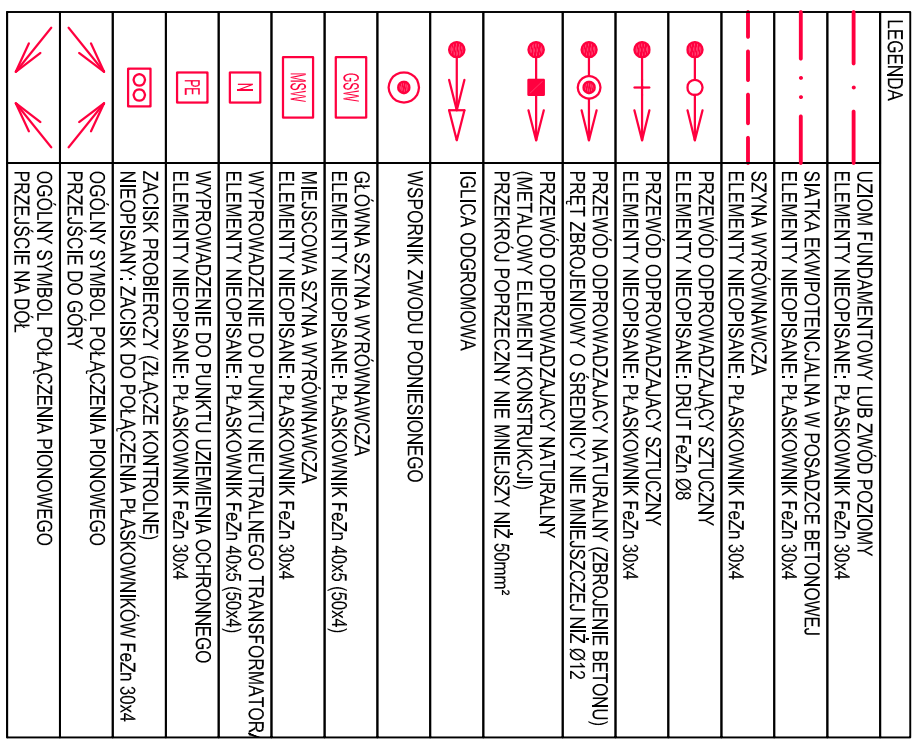 LEGENDA
UZIOM FUNDAMENTOWY LUB ZWÓD POZIOMY
ELEMENTY NIEOPISANE: PŁASKOWNIK FeZn 30x4
SIATKA EKWIPOTENCJALNA W POSADZCE BETONOWEJ
ELEMENTY NIEOPISANE: PŁASKOWNIK FeZn 30x4
SZYNA WYRÓWNAWCZA
ELEMENTY NIEOPISANE: PŁASKOWNIK FeZn 30x4
PRZEWÓD ODPROWADZAJĄCY SZTUCZNY
ELEMENTY NIEOPISANE: DRUT FeZn Ø8
PRZEWÓD ODPROWADZAJACY SZTUCZNY
ELEMENTY NIEOPISANE: PŁASKOWNIK FeZn 30x4
PRZEWÓD ODPROWADZAJACY NATURALNY (ZBROJENIE BETONU)
PRĘT ZBROJENIOWY O ŚREDNICY NIE MNIEJSZCZEJ NIŻ Ø12
PRZEWÓD ODPROWADZAJACY NATURALNY
(METALOWY ELEMENT KONSTRUKCJI)
PRZEKRÓJ POPRZECZNY NIE MNIEJSZY NIŻ 50mm²
IGLICA ODGROMOWA
WSPORNIK ZWODU PODNIESIONEGO
GSW
GŁÓWNA SZYNA WYRÓWNAWCZA
ELEMENTY NIEOPISANE: PŁASKOWNIK FeZn 40x5 (50x4)
MSW
MIEJSCOWA SZYNA WYRÓWNAWCZA
ELEMENTY NIEOPISANE: PŁASKOWNIK FeZn 30x4
N
WYPROWADZENIE DO PUNKTU NEUTRALNEGO TRANSFORMATORA
ELEMENTY NIEOPISANE: PŁASKOWNIK FeZn 40x5 (50x4)
PE
WYPROWADZENIE DO PUNKTU UZIEMIENIA OCHRONNEGO
ELEMENTY NIEOPISANE: PŁASKOWNIK FeZn 30x4
ZACISK PROBIERCZY (ZŁĄCZE KONTROLNE)
NIEOPISANY: ZACISK DO POŁĄCZENIA PŁASKOWNIKÓW FeZn 30x4
OGÓLNY SYMBOL POŁĄCZENIA PIONOWEGO
PRZEJŚCIE DO GÓRY
OGÓLNY SYMBOL POŁĄCZENIA PIONOWEGO
PRZEJŚCIE NA DÓŁ